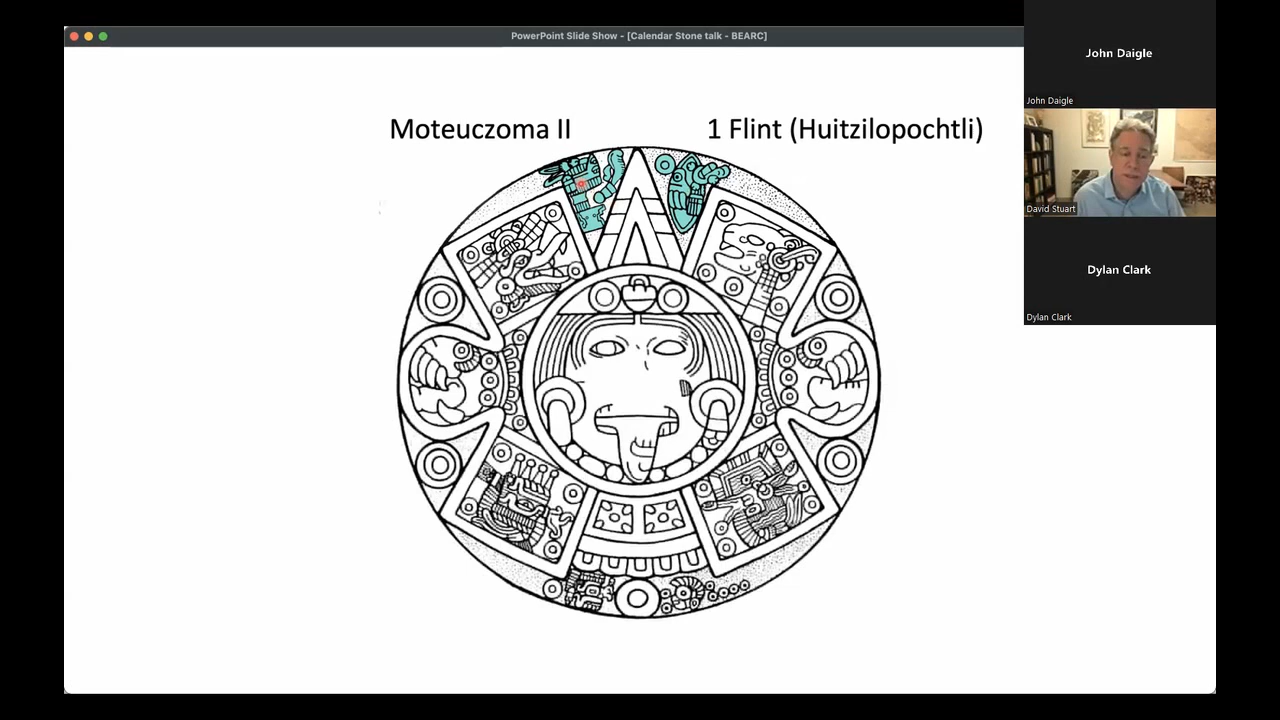 PowerPoint Slide Show - [Calendar Stone talk - BEARC]
Moteuczoma II
1 Flint (Huitzilopochtli)
John Daigle
John Daigle
David Stuart
Dylan Clark
Dylan Clark